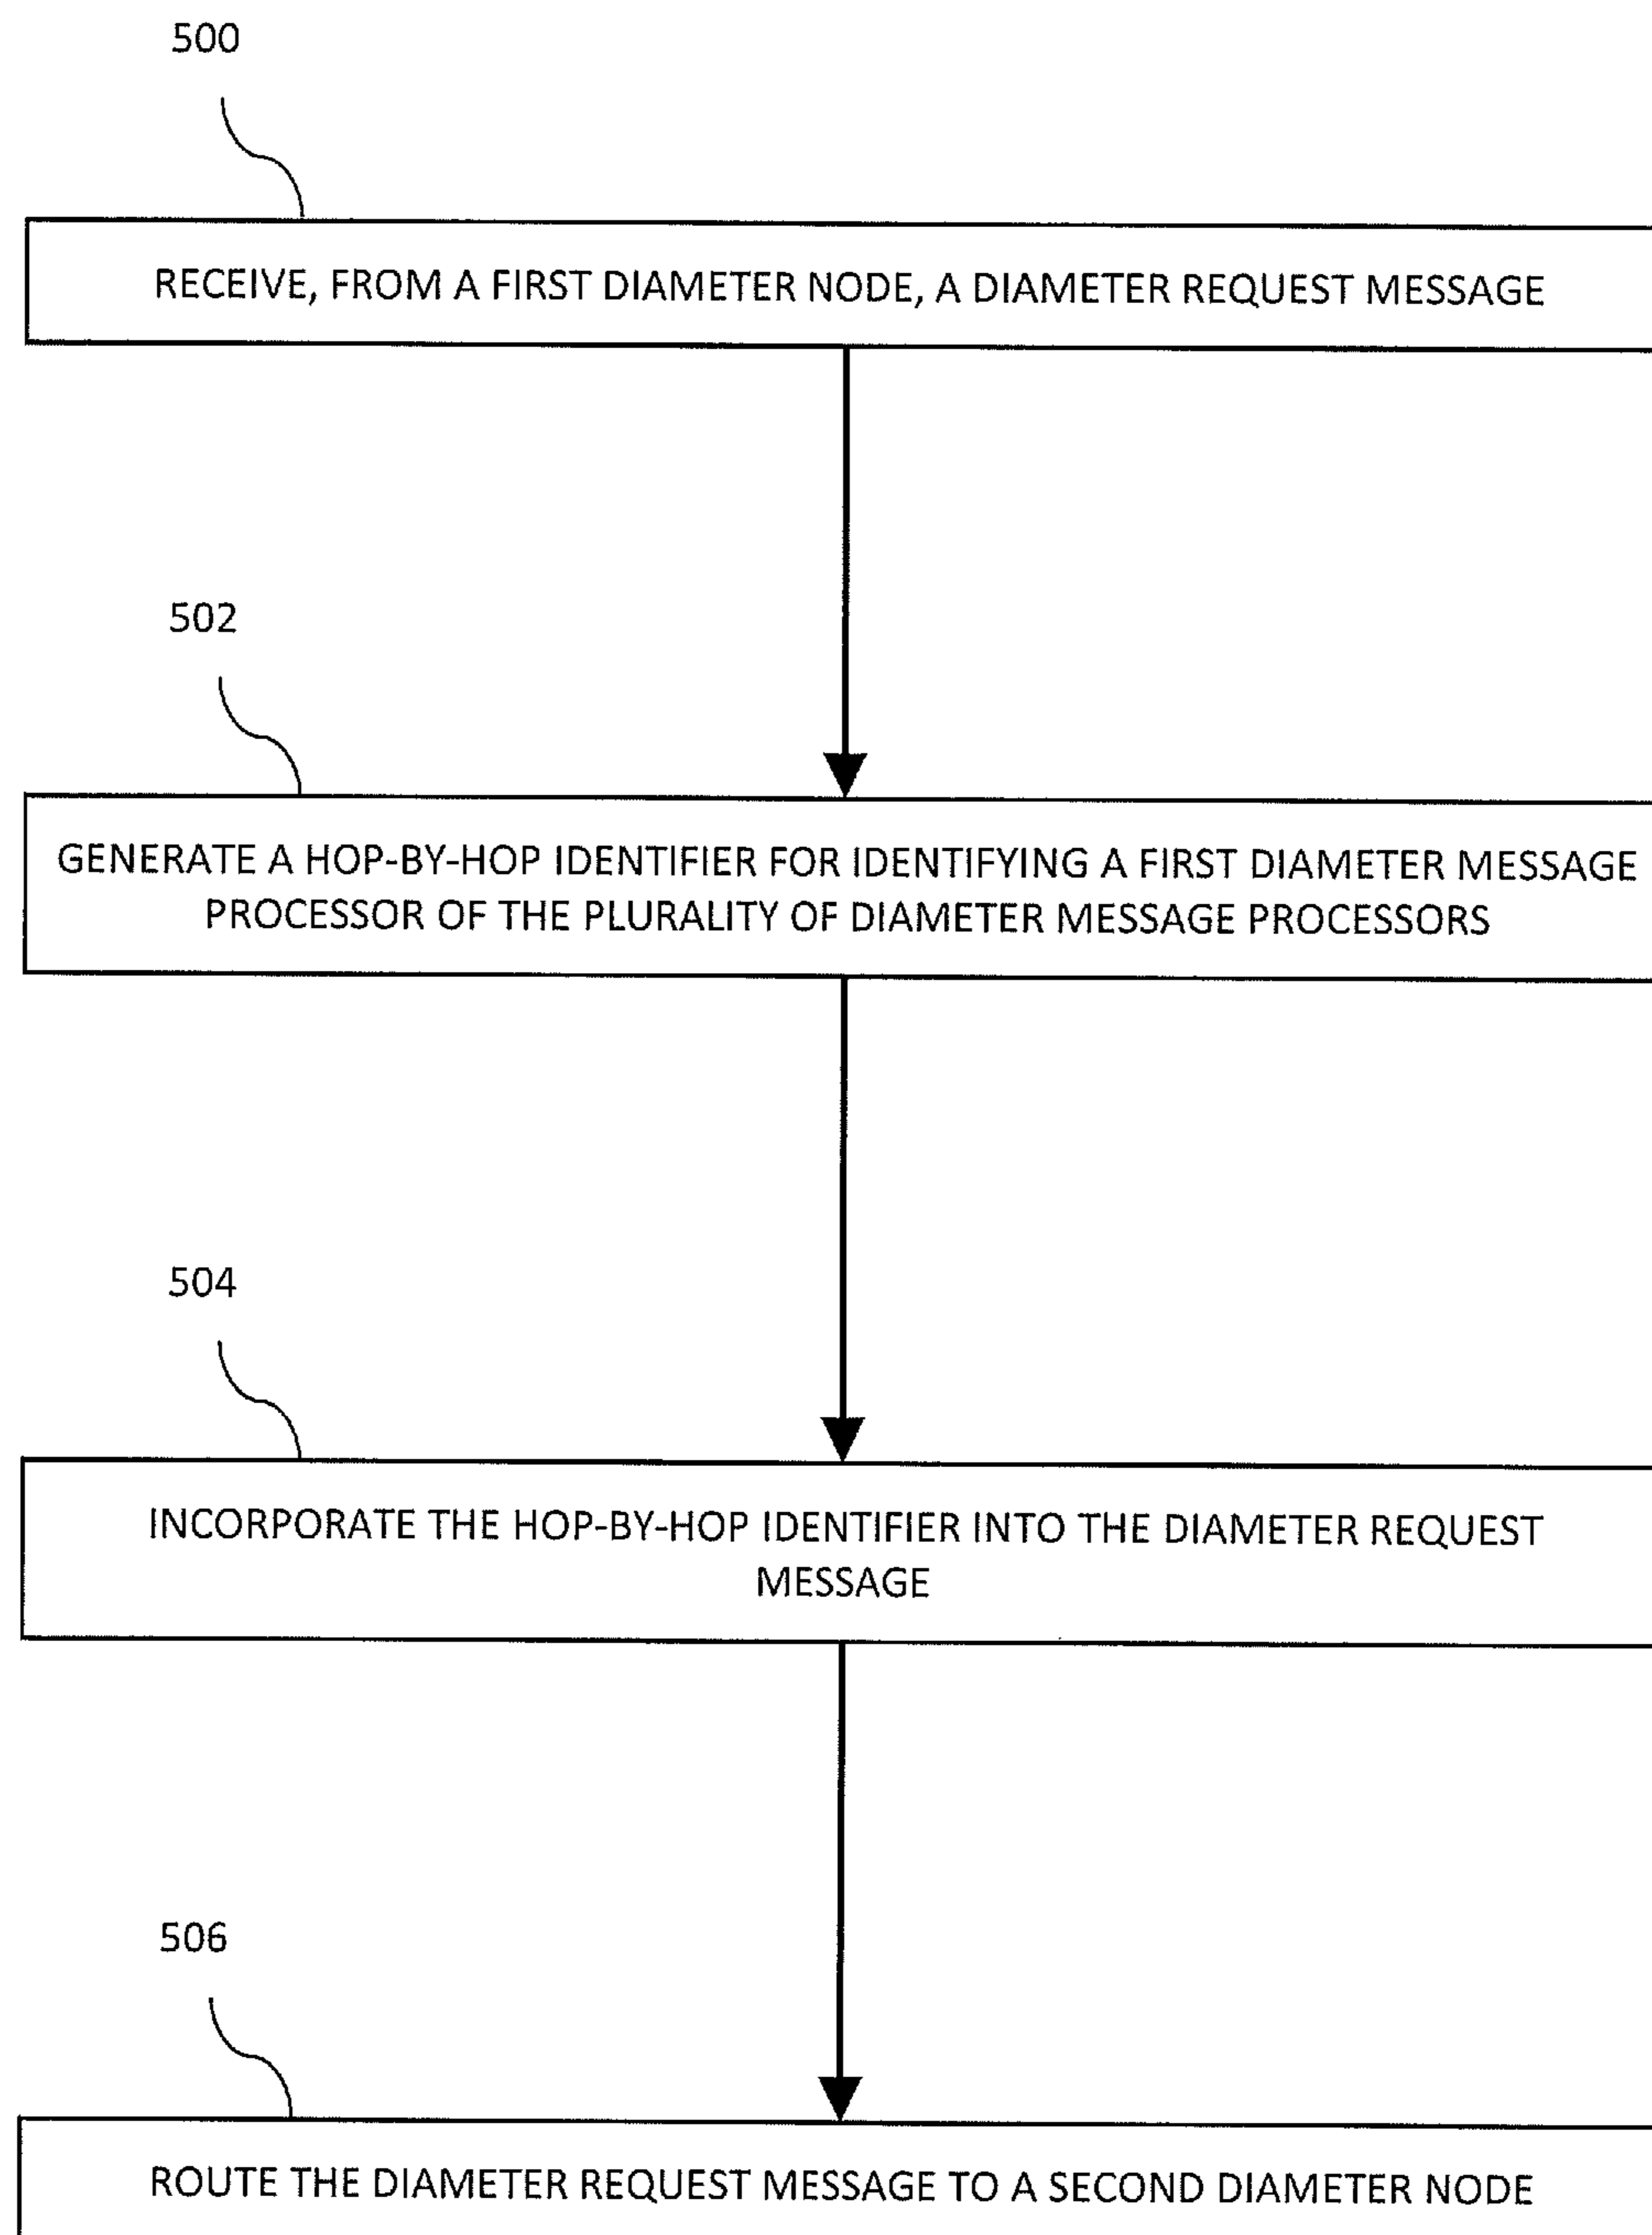 500
RECEIVE, FROM A FIRST DIAMETER NODE, A DIAMETER REQUEST MESSAGE
502
GENERATE A HOP-BY-HOP IDENTIFIER FOR IDENTIFYING A FIRST DIAMETER MESSAGE
PROCESSOR OF THE PLURALITY OF DIAMETER MESSAGE PROCESSORS
504
INCORPORATE THE HOP-BY-HOP IDENTIFIER INTO THE DIAMETER REQUEST
MESSAGE
506
ROUTE THE DIAMETER REQUEST MESSAGE TO A SECOND DIAMETER NODE